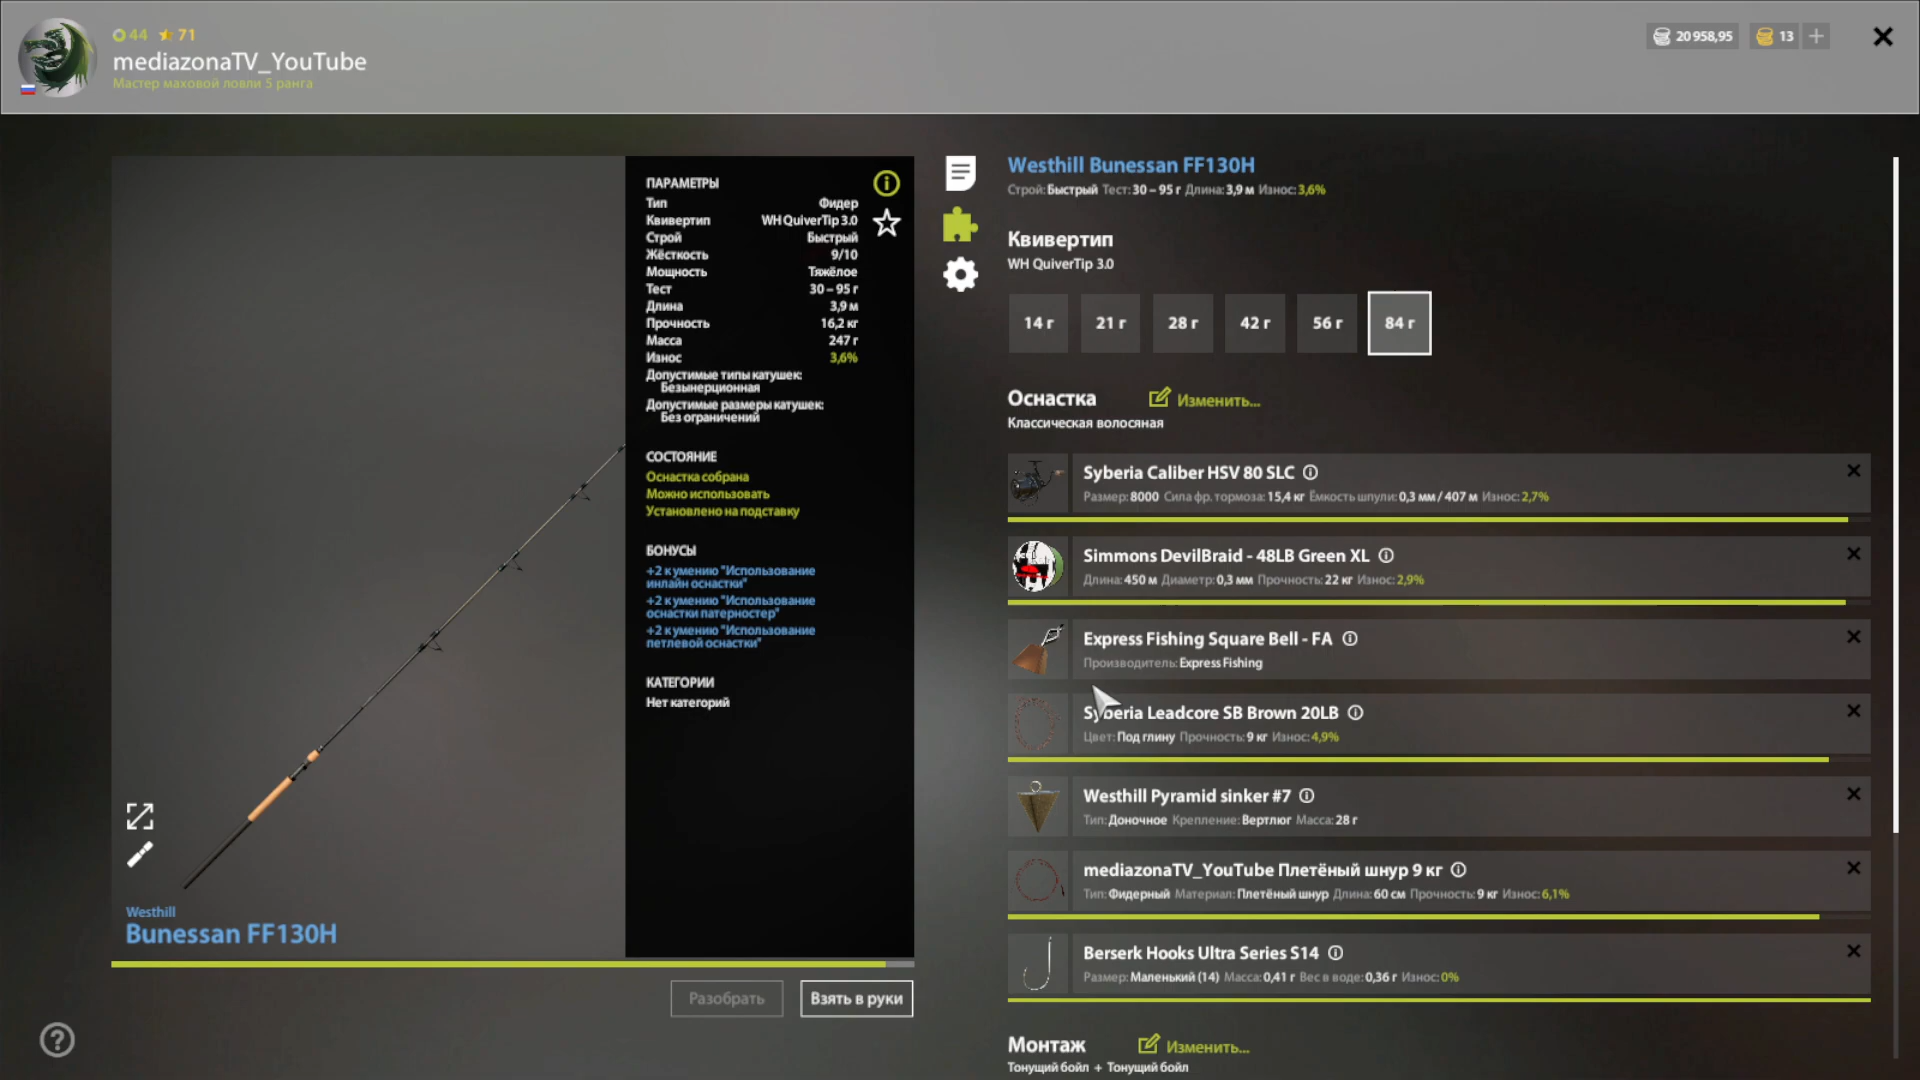 44 71
mediazonaTV_YouTube
Мастер маховой ловли 5 ранга
20 958,95
13
ПАРАМЕТРЫ
Тип Фидер
Квивертип WH QuiverTip 3.0
Строй Быстрый
Жёсткость 9/10
Мощность Тяжёлое
Тест 30 – 95 г
Длина 3,9 м
Прочность 16,2 кг
Масса 247 г
Износ 3,6%
Допустимые типы катушек:
Безынерционная
Допустимые размеры катушек:
Без ограничений
СОСТОЯНИЕ
Оснастка собрана
Можно использовать
Установлено на подставку
БОНУСЫ
+2 к умению "Использование
инлайн оснастки"
+2 к умению "Использование
оснастки патерностер"
+2 к умению "Использование
петлевой оснастки"
КАТЕГОРИИ
Нет категорий
Westhill
Bunessan FF130H
Разобрать
Взять в руки
Westhill Bunessan FF130H
Строй: Быстрый Тест: 30 – 95 г Длина: 3,9 м Износ: 3,6%
Квивертип
WH QuiverTip 3.0
14 г 21 г 28 г 42 г 56 г 84 г
Оснастка Изменить...
Классическая волосяная
Syberia Caliber HSV 80 SLC
Размер: 8000 Сила фр. тормоза: 15,4 кг Ёмкость шпули: 0,3 мм / 407 м Износ: 2,7%
Simmons DevilBraid - 48LB Green XL
Длина: 450 м Диаметр: 0,3 мм Прочность: 22 кг Износ: 2,9%
Express Fishing Square Bell - FA
Производитель: Express Fishing
Syberia Leadcore SB Brown 20LB
Цвет: Под глину Прочность: 9 кг Износ: 4,9%
Westhill Pyramid sinker #7
Тип: Доночное Крепление: Вертлюг Масса: 28 г
mediazonaTV_YouTube Плетёный шнур 9 кг
Тип: Фидерный Материал: Плетёный шнур Длина: 60 см Прочность: 9 кг Износ: 6,1%
Berserk Hooks Ultra Series S14
Размер: Маленький (14) Масса: 0,41 г Вес в воде: 0,36 г Износ: 0%
Монтаж Изменить...
Тонущий бойл + Тонущий бойл